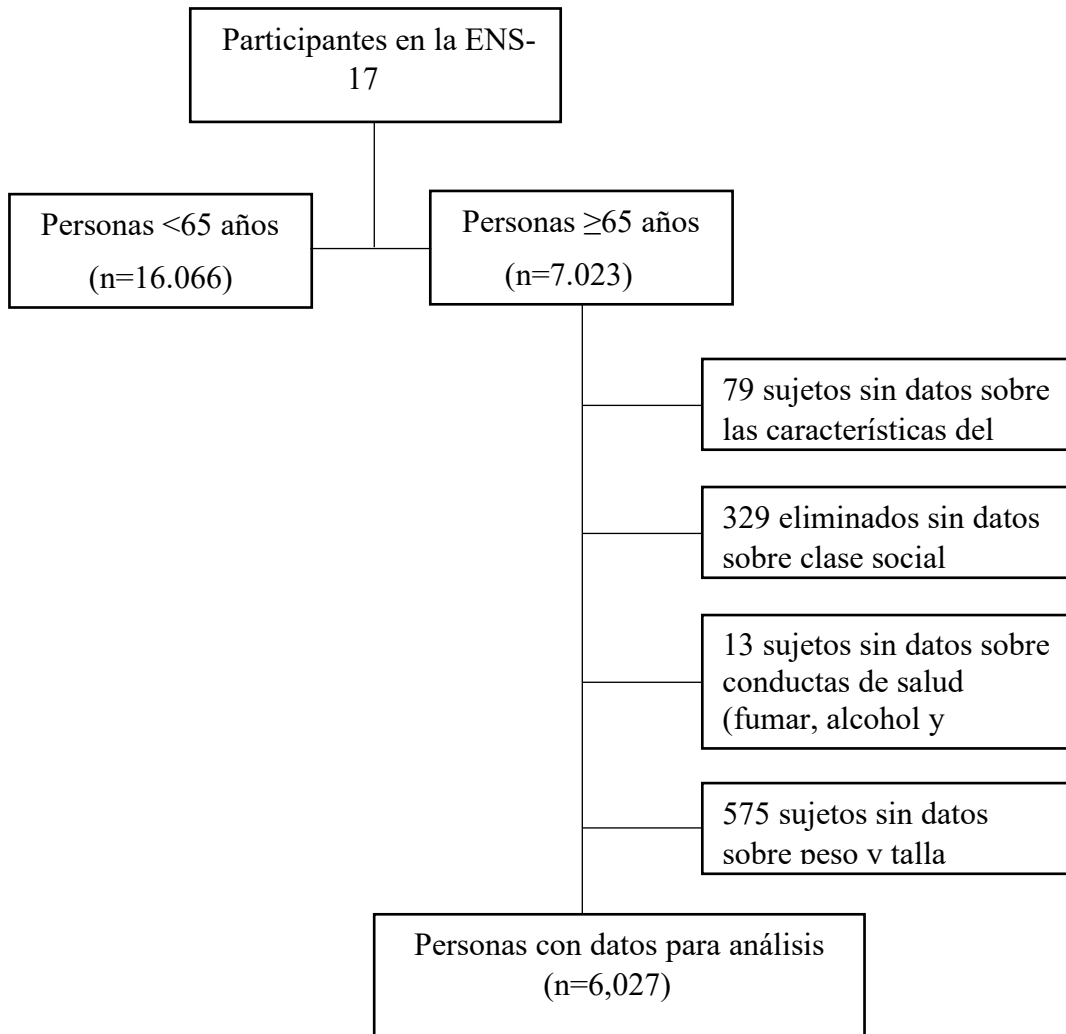 Participantes en la ENS-
17
Personas <65 años
(n=16.066)
Personas ≥65 años
(n=7.023)
79 sujetos sin datos sobre
las características del
329 eliminados sin datos
sobre clase social
13 sujetos sin datos sobre
conductas de salud
(fumar, alcohol y
575 sujetos sin datos
sobre peso y talla
Personas con datos para análisis
(n=6,027)